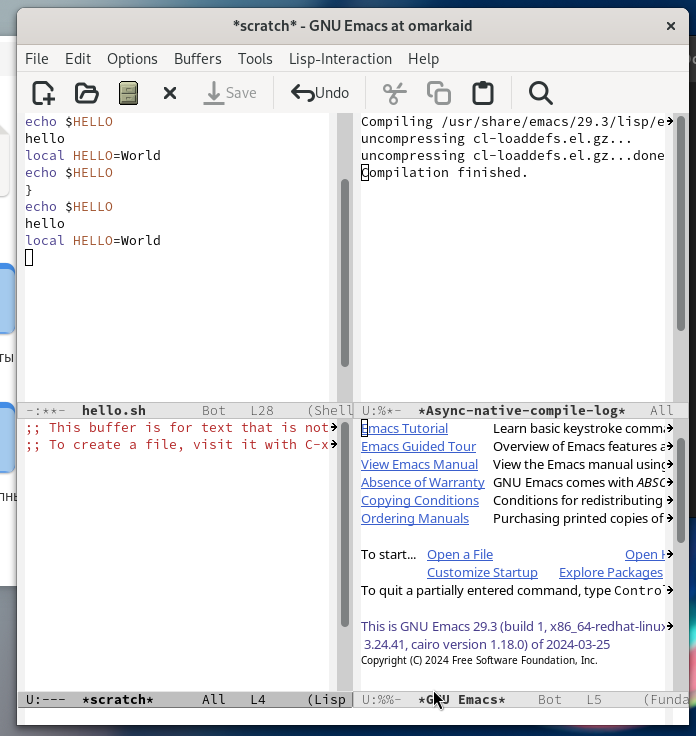 *scratch* - GNU Emacs at omarkaid
File Edit Options Buffers Tools Lisp-Interaction Help
Save Undo
echo $HELLO
hello
local HELLO=World
echo $HELLO
}
echo $HELLO
hello
local HELLO=World
-:**- hello.sh Bot L28 (Shell
Compiling /usr/share/emacs/29.3/lisp/e
uncompressing cl-loaddefs.el.gz...
uncompressing cl-loaddefs.el.gz...done
Compilation finished.
U:%*- *Async-native-compile-log* All
;; This buffer is for text that is not
;; To create a file, visit it with C-x
U:--- *scratch* All L4 (Lisp
Emacs Tutorial Learn basic keystroke comm
Emacs Guided Tour Overview of Emacs features a
View Emacs Manual View the Emacs manual using
Absence of Warranty GNU Emacs comes with ABSO
Copying Conditions Conditions for redistributing
Ordering Manuals Purchasing printed copies of
To start... Open a File Open H
Customize Startup Explore Packages
To quit a partially entered command, type Contro
This is GNU Emacs 29.3 (build 1, x86_64-redhat-linux
3.24.41, cairo version 1.18.0) of 2024-03-25
Copyright (C) 2024 Free Software Foundation, Inc.
U:%%- *GNU Emacs* Bot L5 (Funda